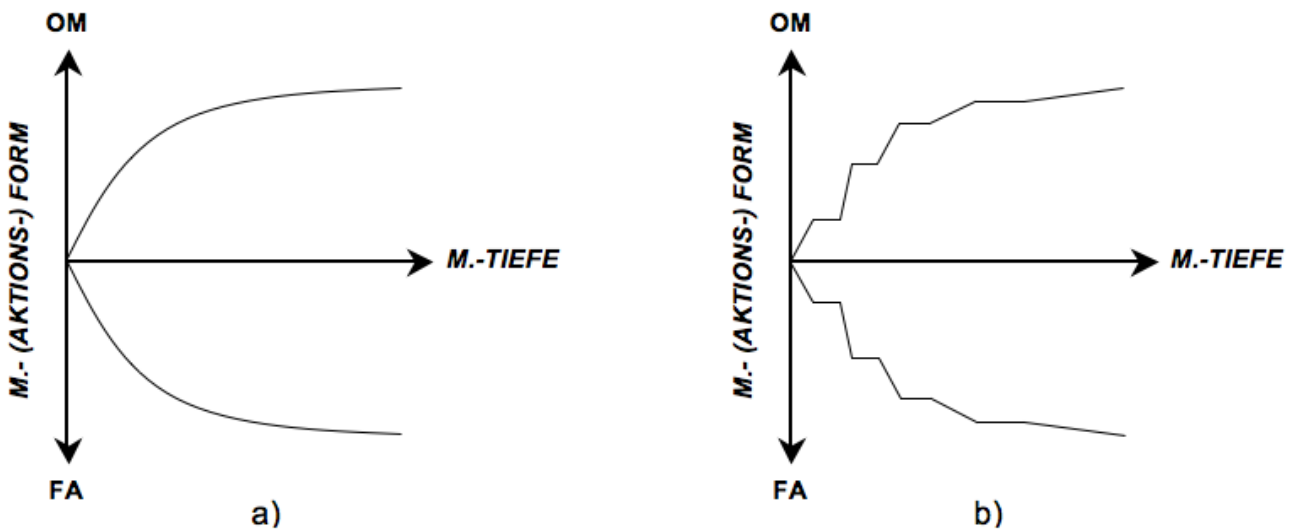 OM
M.- (AKTIONS-) FORM
M.-TIEFE
FA
a)
OM
M.- (AKTIONS-) FORM
M.-TIEFE
FA
b)